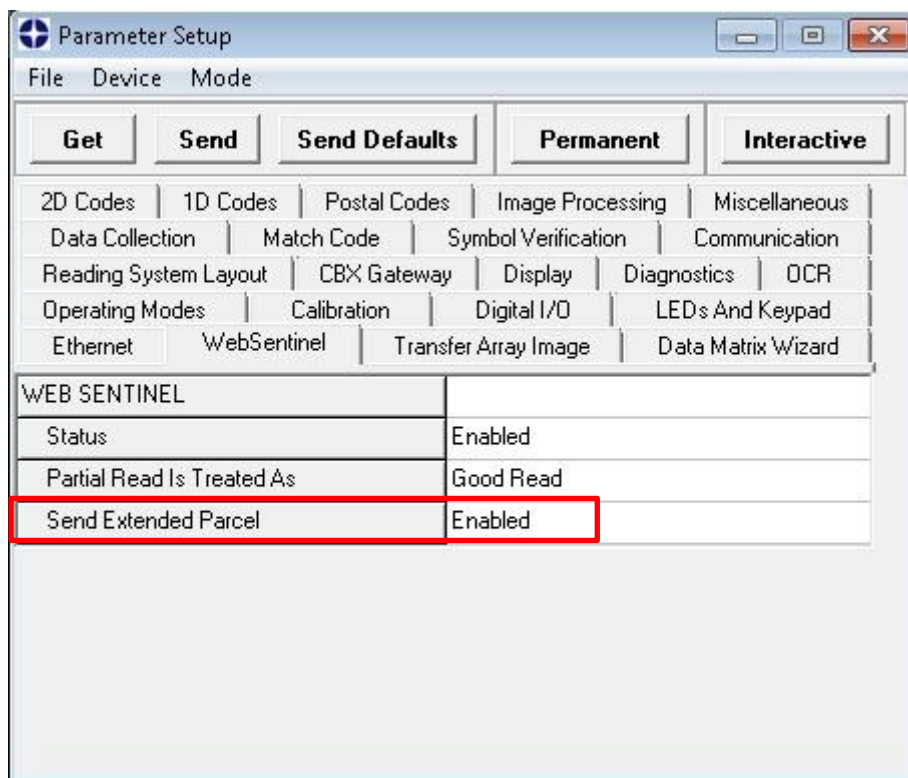 Parameter Setup
File Device Mode
Get Send Send Defaults Permanent Interactive
2D Codes 1D Codes Postal Codes Image Processing Miscellaneous
Data Collection Match Code Symbol Verification Communication
Reading System Layout CBX Gateway Display Diagnostics OCR
Operating Modes Calibration Digital I/O LEDs And Keypad
Ethernet WebSentinel Transfer Array Image Data Matrix Wizard
WEB SENTINEL
Status Enabled
Partial Read Is Treated As Good Read
Send Extended Parcel Enabled